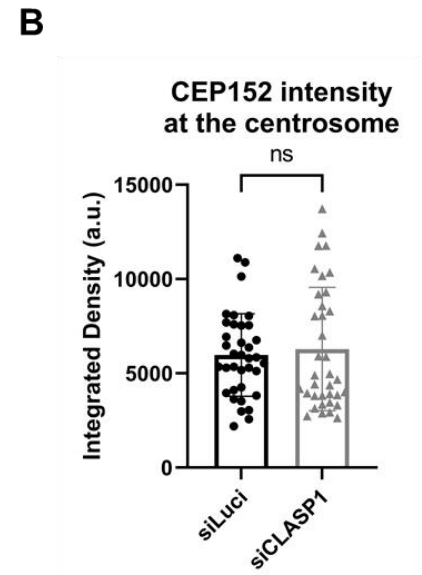 B
CEP152 intensity
at the centrosome
ns
Integrated Density (a.u.)
15000
10000
5000
0
siLuci
siCLASP1